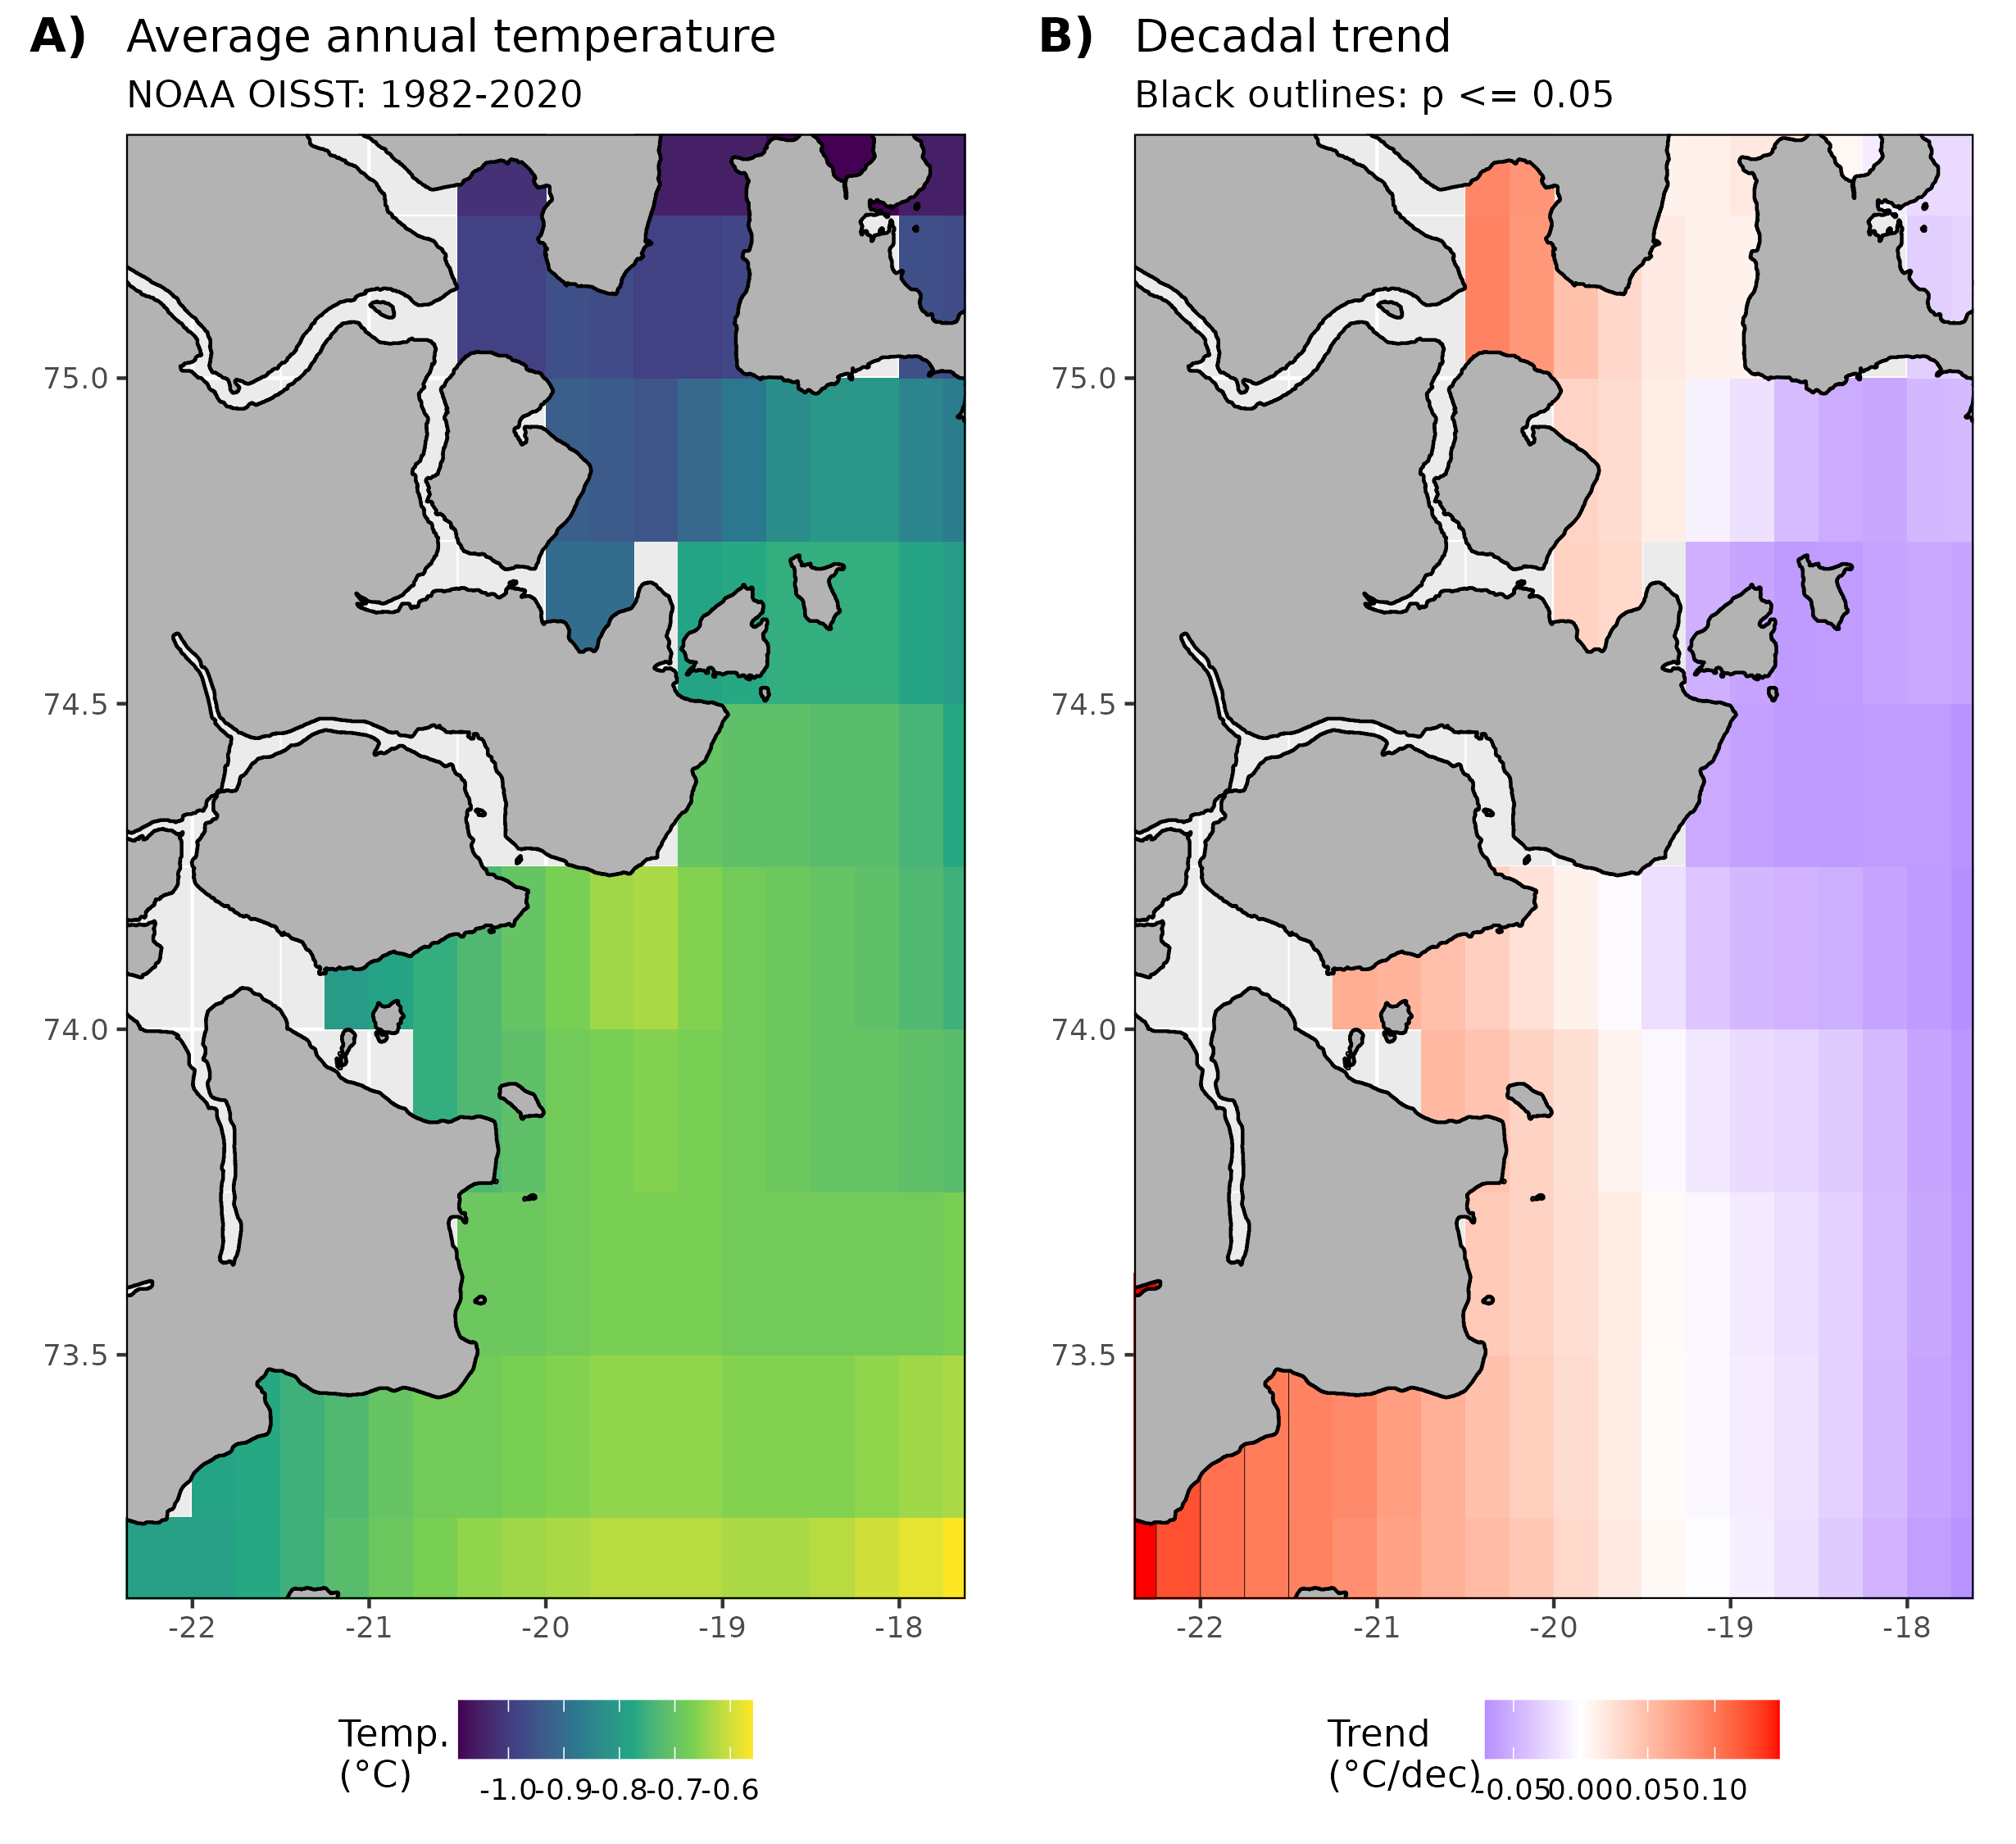 A) Average annual temperature
NOAA OISST: 1982-2020
75.0
74.5
74.0
73.5
-22 -21 -20 -19 -18
Temp.
(°C)
-1.0 -0.9 -0.8 -0.7 -0.6
B) Decadal trend
Black outlines: p <= 0.05
75.0
74.5
74.0
73.5
-22 -21 -20 -19 -18
Trend
(°C/dec)
-0.05 0.00 0.05 0.10